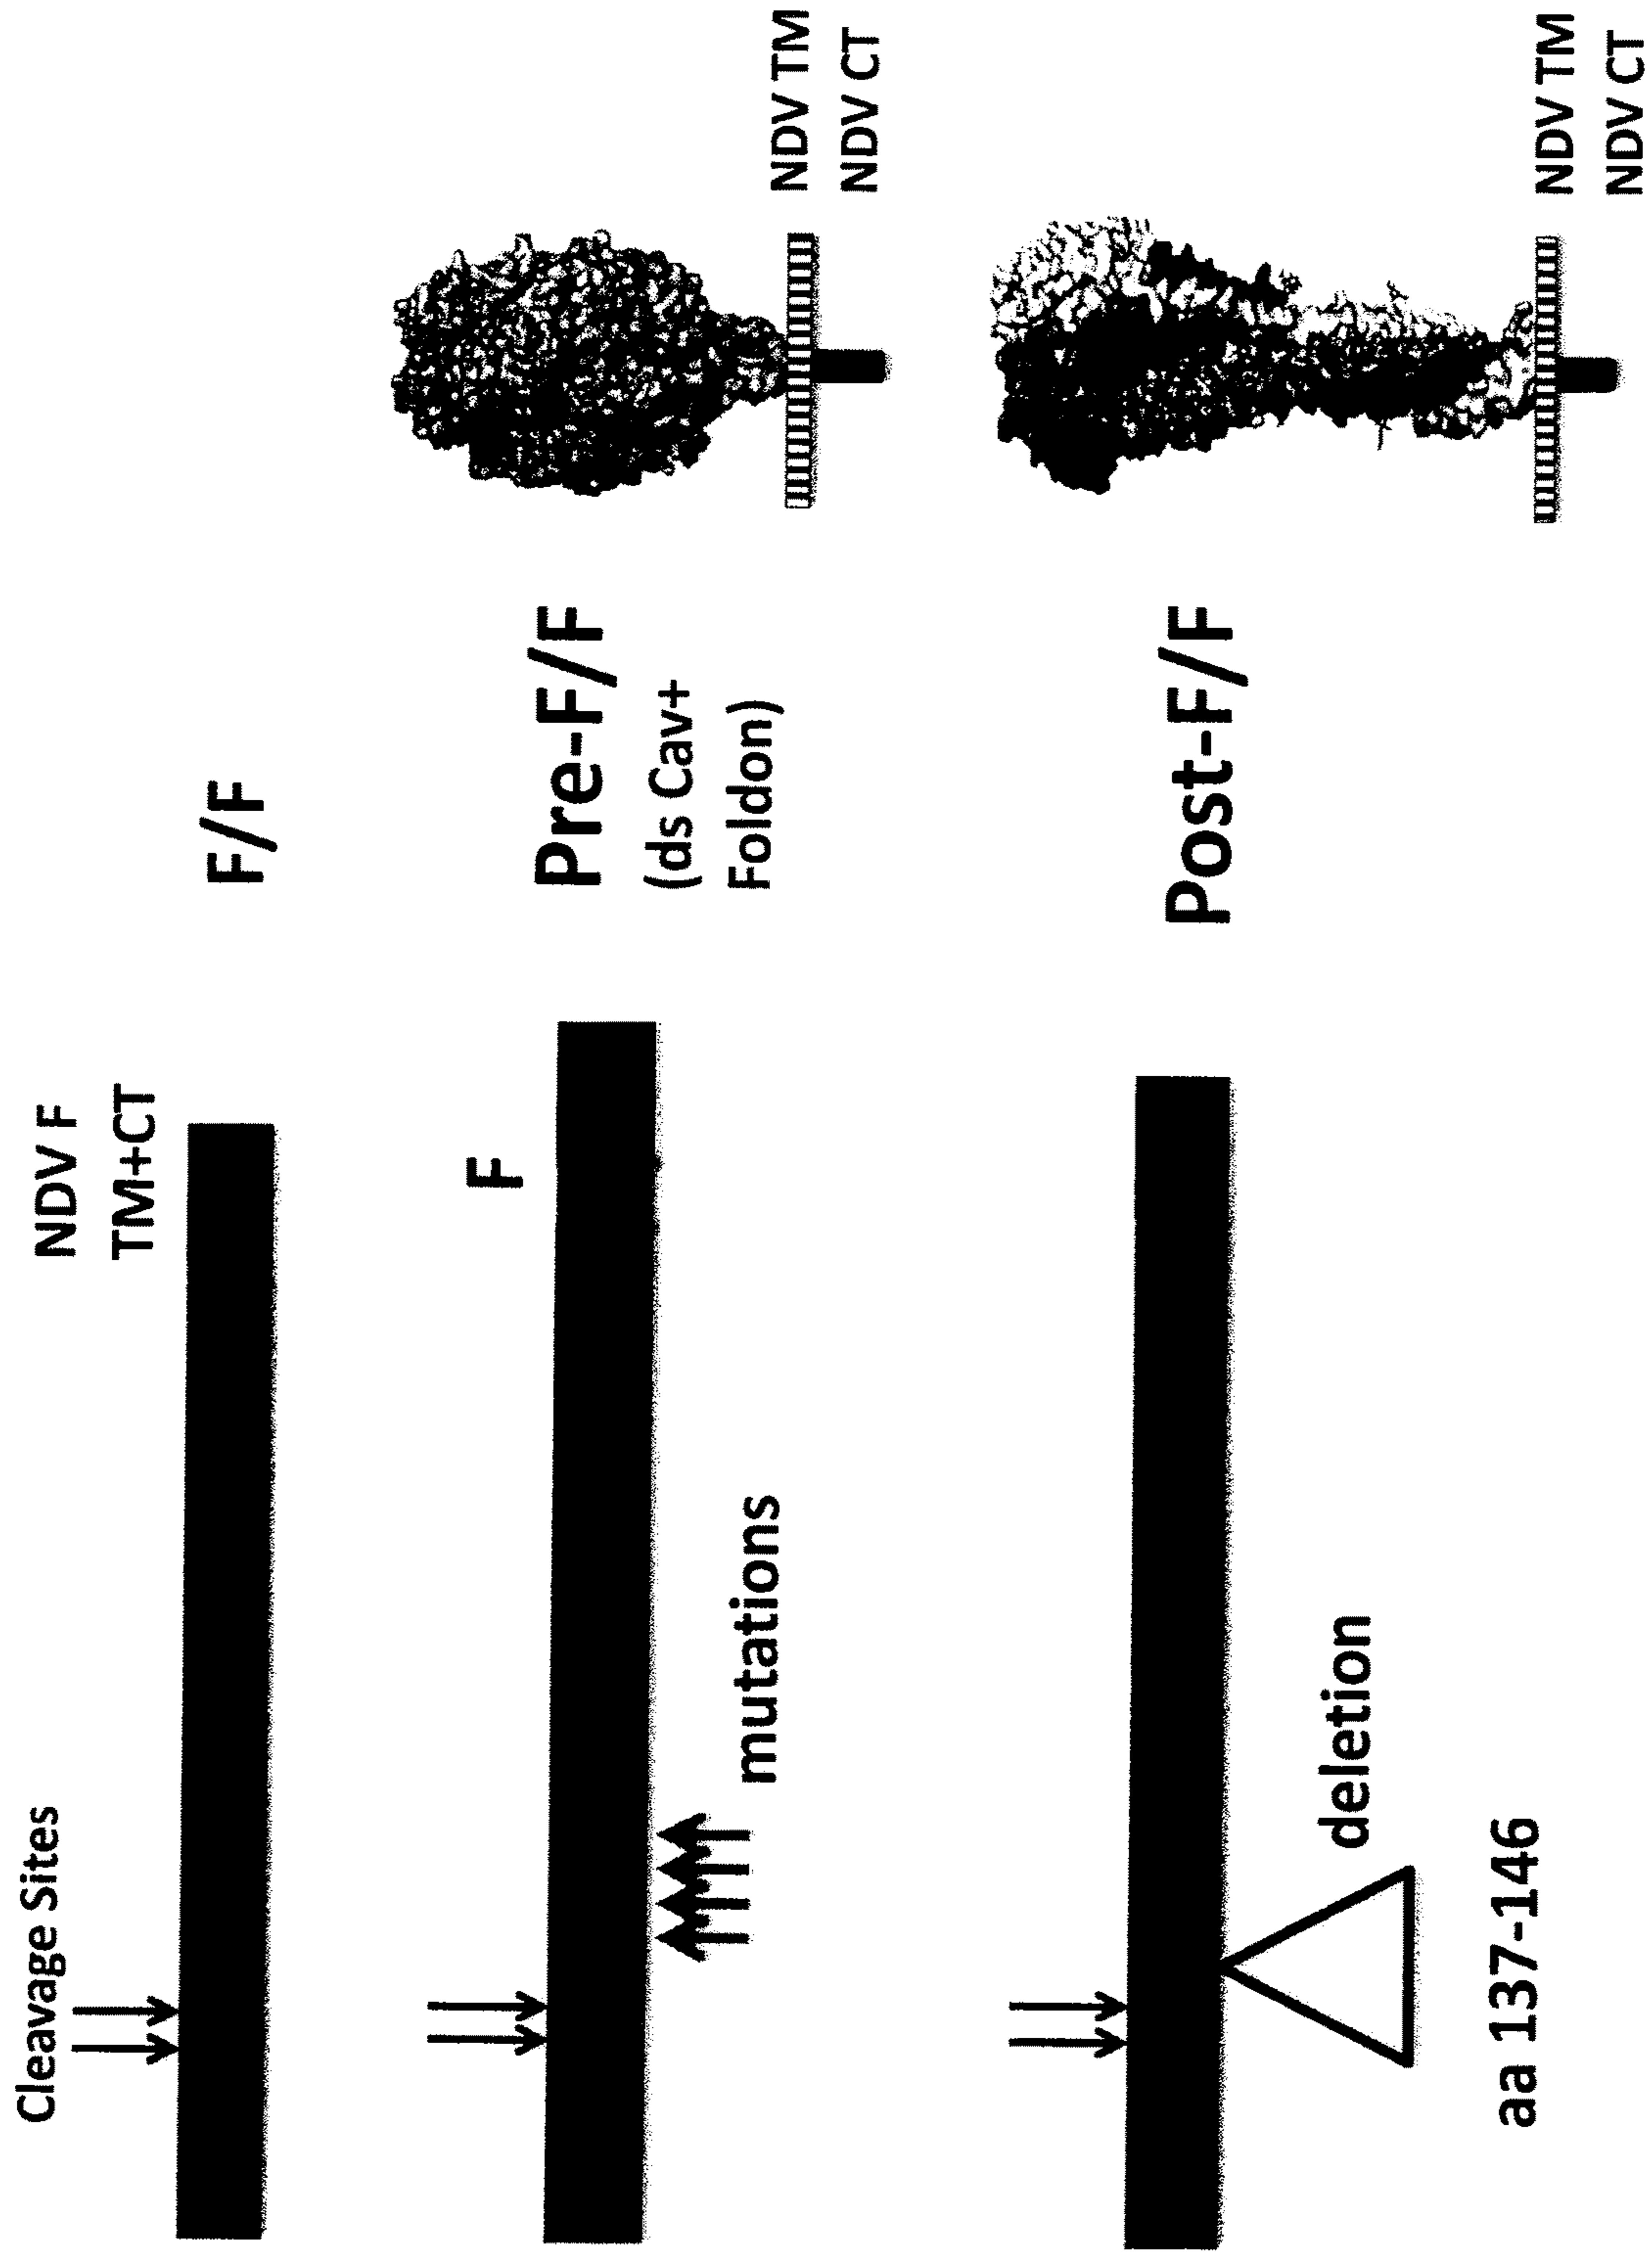 Cleavage Sites
NDV F
TM+CT
F/F
F
Pre-F/F
(ds Cav+
Foldon)
mutations
NDV TM
NDV CT
Post-F/F
deletion
aa 137-146
NDV TM
NDV CT